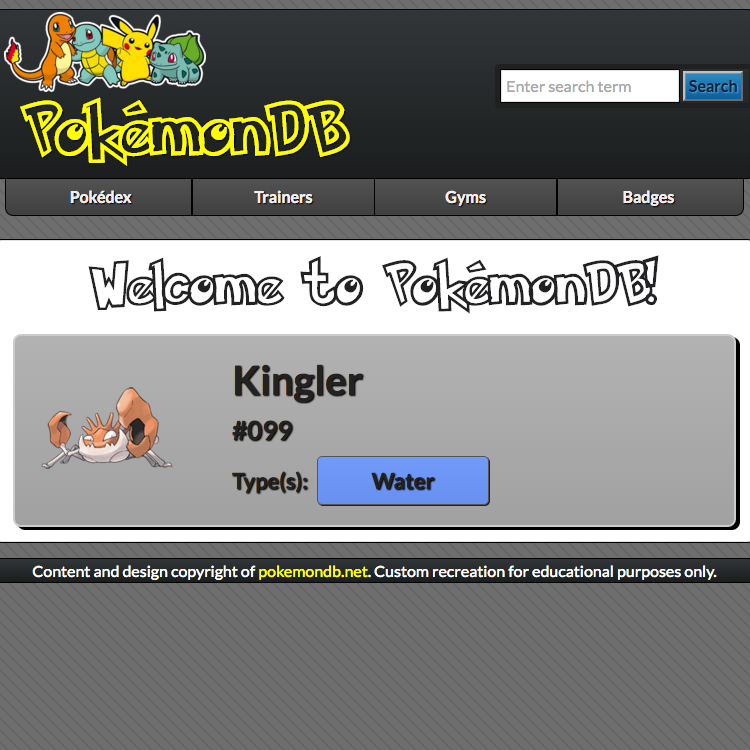 PokémonDB
Enter search term
Search
Pokédex
Trainers
Gyms
Badges
Welcome to PokémonDB!
Kingler
#099
Type(s):
Water
Content and design copyright of pokemondb.net. Custom recreation for educational purposes only.